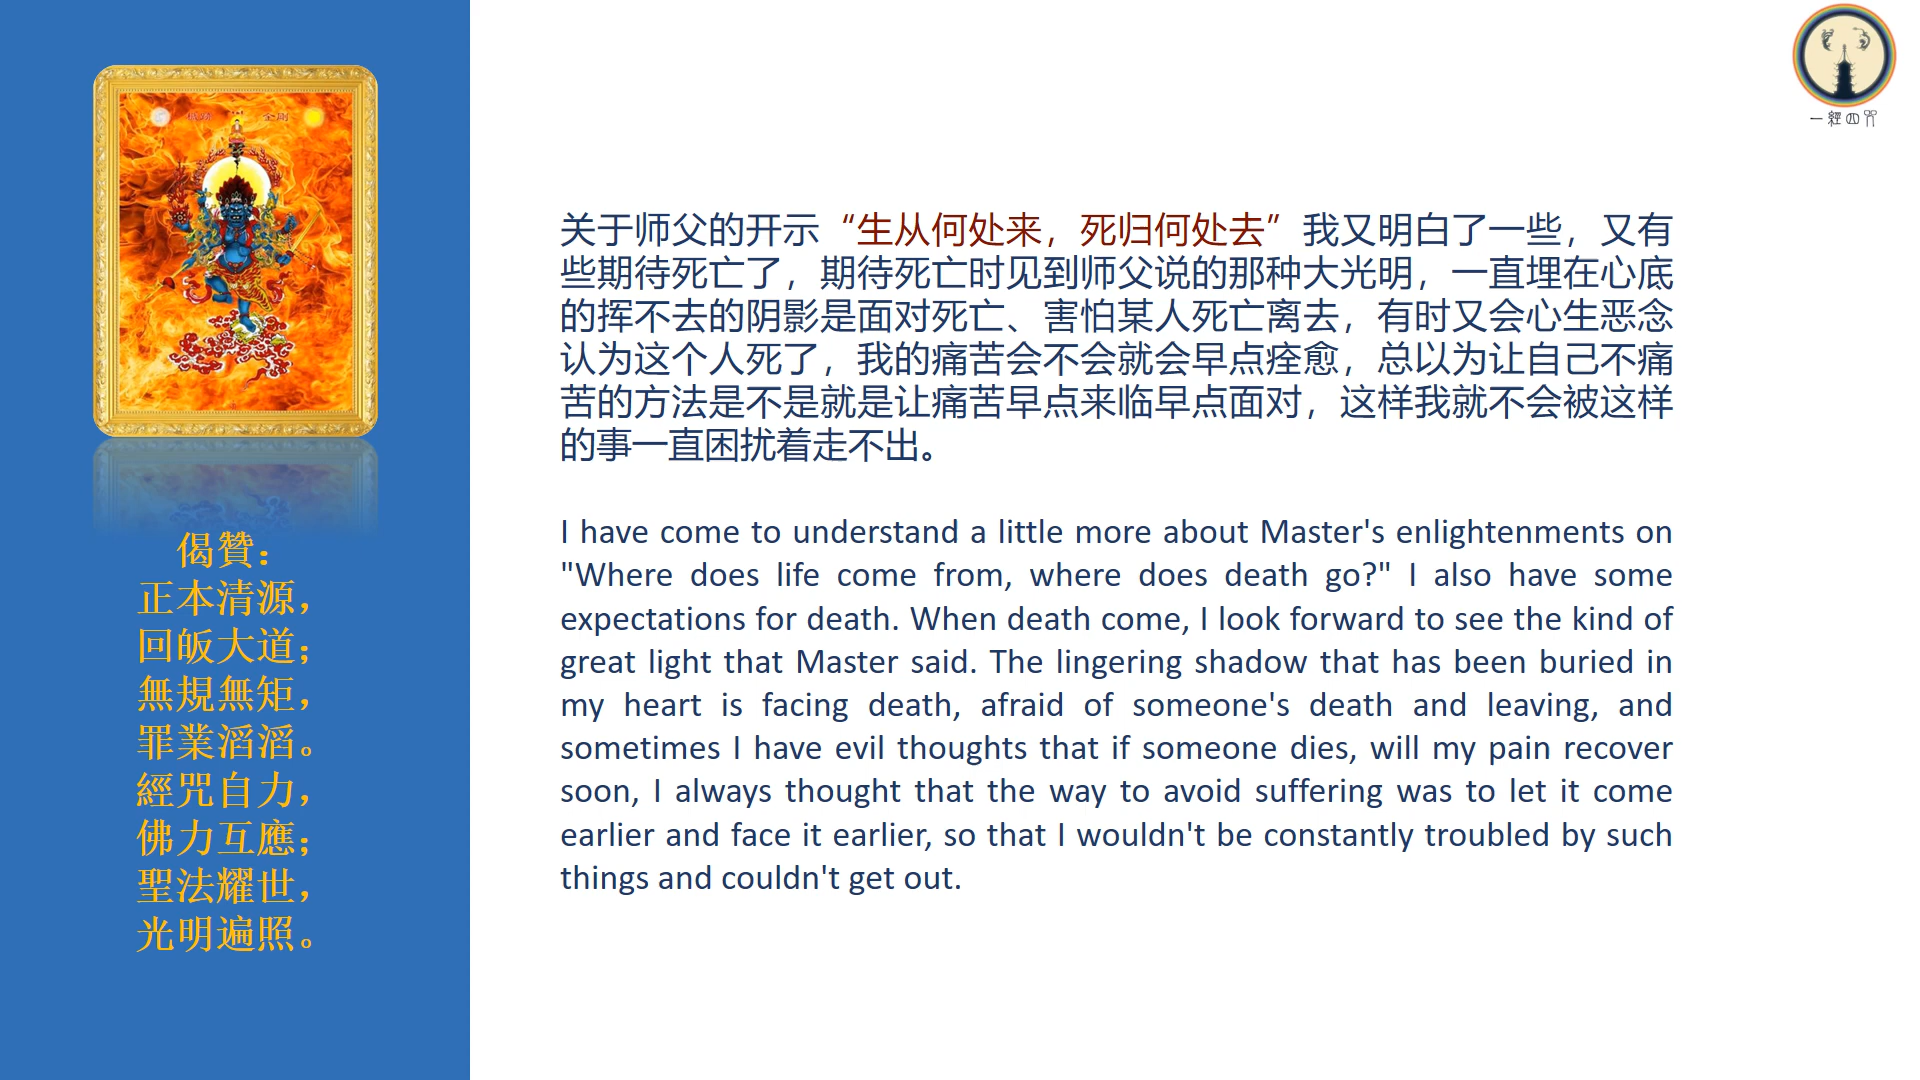 偈贊：
正本清源，
回皈大道；
無規無矩，
罪業滔滔。
經咒自力，
佛力互應；
聖法耀世，
光明遍照。
一經四咒
关于师父的开示“生从何处来，死归何处去”我又明白了一些，又有
些期待死亡了，期待死亡时见到师父说的那种大光明，一直埋在心底
的挥不去的阴影是面对死亡、害怕某人死亡离去，有时又会心生恶念
认为这个人死了，我的痛苦会不会就会早点痊愈，总以为让自己不痛
苦的方法是不是就是让痛苦早点来临早点面对，这样我就不会被这样
的事一直困扰着走不出。
I have come to understand a little more about Master's enlightenments on
"Where does life come from, where does death go?" I also have some
expectations for death. When death come, I look forward to see the kind of
great light that Master said. The lingering shadow that has been buried in
my heart is facing death, afraid of someone's death and leaving, and
sometimes I have evil thoughts that if someone dies, will my pain recover
soon, I always thought that the way to avoid suffering was to let it come
earlier and face it earlier, so that I wouldn't be constantly troubled by such
things and couldn't get out.